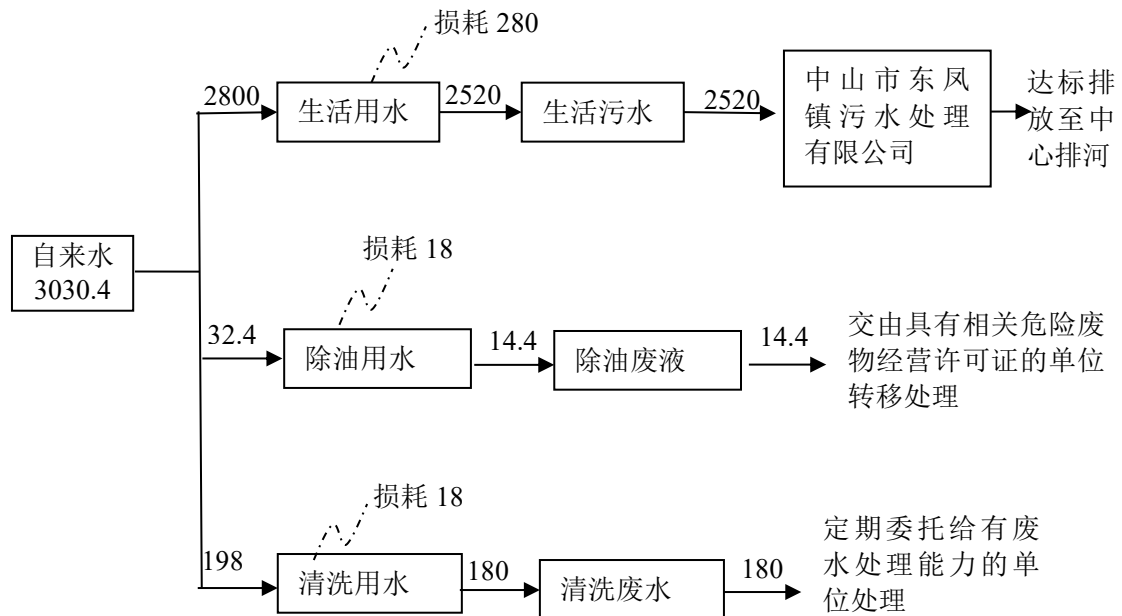 损耗 280
2800
生活用水
2520
生活污水
2520
中山市东凤
镇污水处理
有限公司
达标排
放至中
心排河
自来水
3030.4
损耗 18
32.4
除油用水
14.4
除油废液
14.4
交由具有相关危险废
物经营许可证的单位
转移处理
损耗 18
198
清洗用水
180
清洗废水
180
定期委托给有废
水处理能力的单
位处理